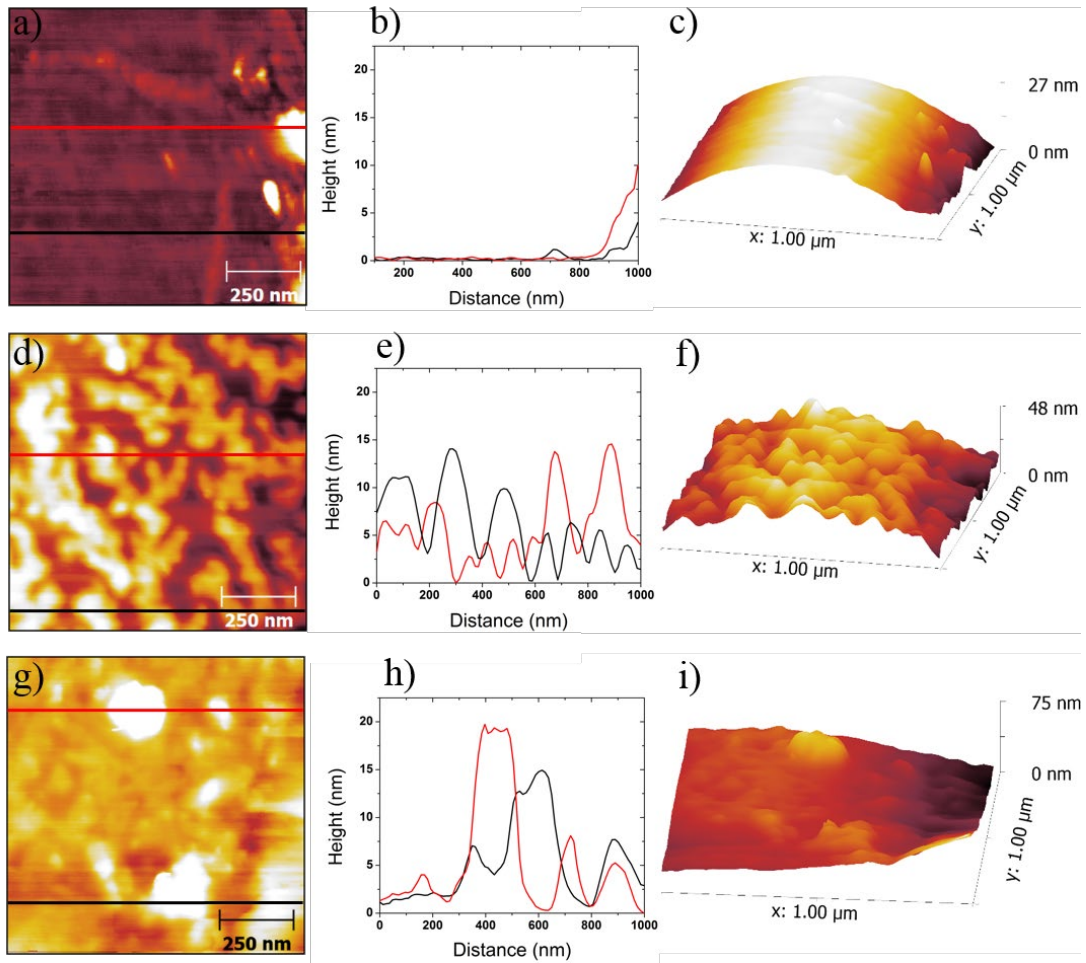 a)
250 nm
b)
Height (nm)
20
15
10
5
0
200
400
600
800
1000
Distance (nm)
c)
27 nm
0 nm
x: 1.00 µm
y: 1.00 µm
d)
250 nm
e)
Height (nm)
20
15
10
5
0
0
200
400
600
800
1000
Distance (nm)
f)
48 nm
0 nm
x: 1.00 µm
y: 1.00 µm
g)
250 nm
h)
Height (nm)
20
15
10
5
0
0
200
400
600
800
1000
Distance (nm)
i)
75 nm
0 nm
x: 1.00 µm
y: 1.00 µm